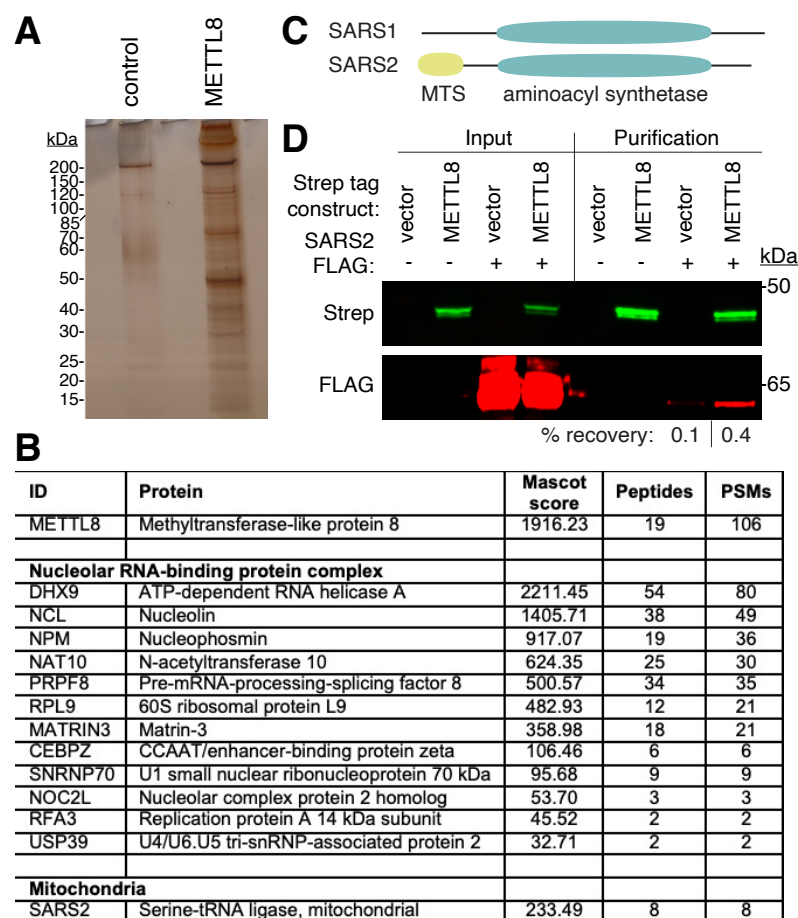 A
control
METTL8
kDa
200-
150-
120-
100-
85
70-
60-
50-
40-
30-
25-
20-
15-
C
SARS1
SARS2
MTS
aminoacyl synthetase
D
Input
Purification
Strep tag
construct:
vector
METTL8
vector
METTL8
vector
METTL8
vector
METTL8
SARS2
FLAG:
- - + + - - + +
kDa
-50
Strep
FLAG
-65
% recovery: 0.1 0.4
B
ID Protein Mascot score Peptides PSMs
METTL8 Methyltransferase-like protein 8 1916.23 19 106
Nucleolar RNA-binding protein complex
DHX9 ATP-dependent RNA helicase A 2211.45 54 80
NCL Nucleolin 1405.71 38 49
NPM Nucleophosmin 917.07 19 36
NAT10 N-acetyltransferase 10 624.35 25 30
PRPF8 Pre-mRNA-processing-splicing factor 8 500.57 34 35
RPL9 60S ribosomal protein L9 482.93 12 21
MATRIN3 Matrin-3 358.98 18 21
CEBPZ CCAAT/enhancer-binding protein zeta 106.46 6 6
SNRNP70 U1 small nuclear ribonucleoprotein 70 kDa 95.68 9 9
NOC2L Nucleolar complex protein 2 homolog 53.70 3 3
RFA3 Replication protein A 14 kDa subunit 45.52 2 2
USP39 U4/U6.U5 tri-snRNP-associated protein 2 32.71 2 2
Mitochondria
SARS2 Serine-tRNA ligase, mitochondrial 233.49 8 8